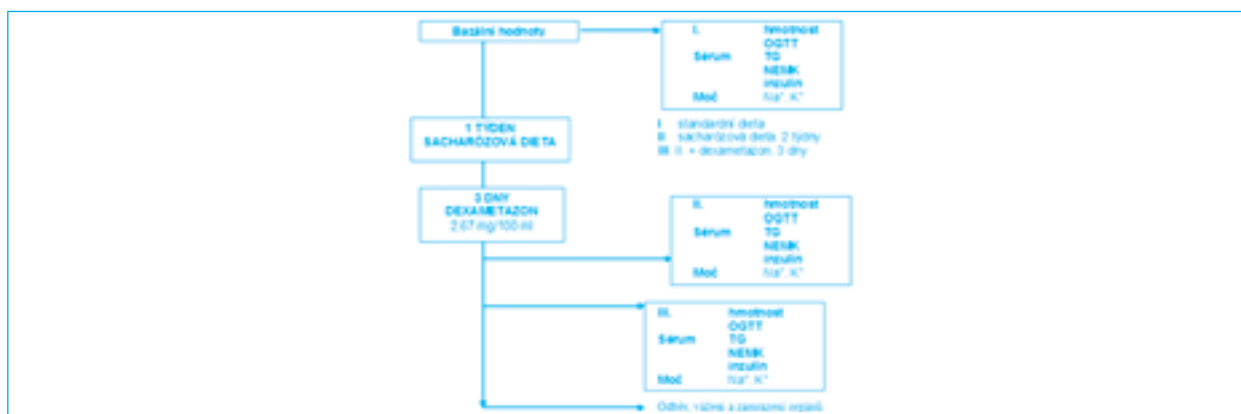 Bazální hodnoty
I. hmotnost
OGTT
Sérum TG
NEMK
inzulin
Moč Na⁺, K⁺
1 TÝDEN
SACHARÓZOVÁ DIETA
I standardní dieta
II sacharózová dieta, 2 týdny
III II. + dexametazon, 3 dny
3 DNY
DEXAMETAZON
2,67 mg/100 ml
II. hmotnost
OGTT
Sérum TG
NEMK
inzulin
Moč Na⁺, K⁺
III. hmotnost
OGTT
Sérum TG
NEMK
inzulin
Moč Na⁺, K⁺
Odběr, vážení a zamrazení orgánů